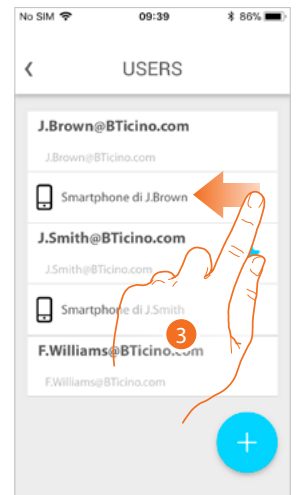 No SIM 09:39 86%
USERS
J.Brown@BTicino.com
J.Brown@BTicino.com
Smartphone di J.Brown
J.Smith@BTicino.com
J.Smith@BTicino.com
Smartphone di J.Smith
3
F.Williams@BTicino.com
F.Williams@BTicino.com
+